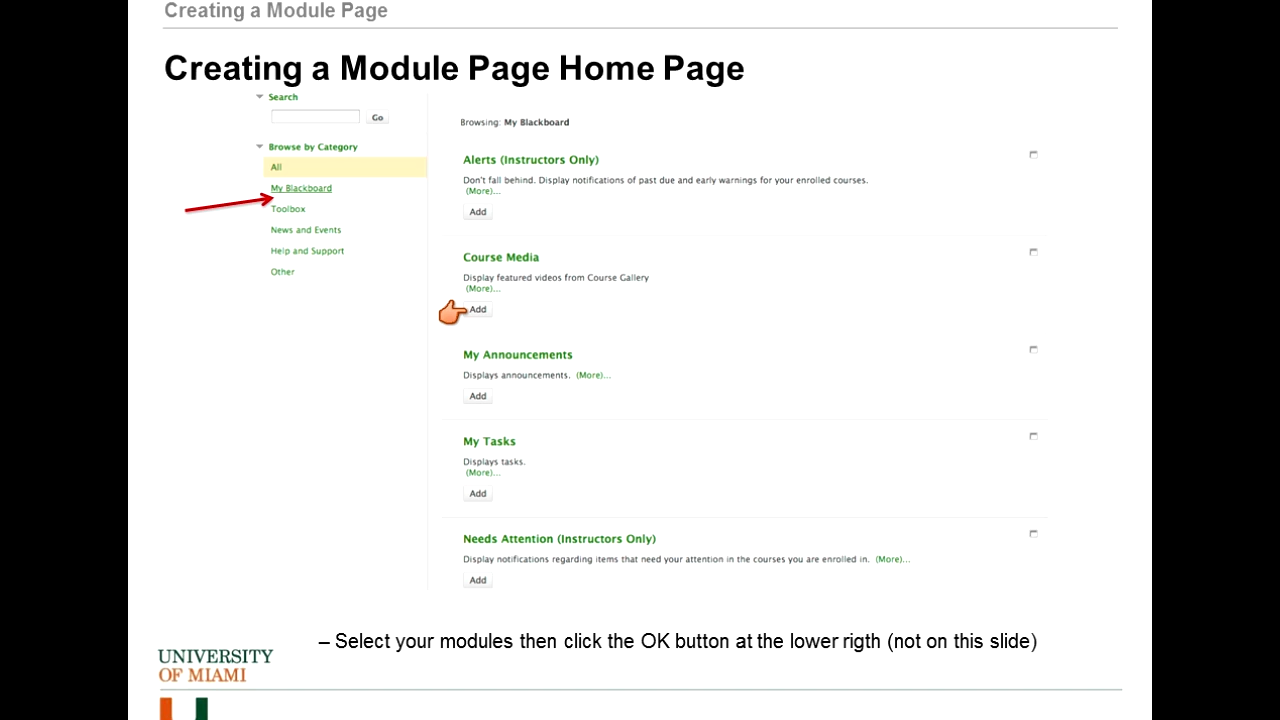 Creating a Module Page
Creating a Module Page Home Page
Search
Go
Browse by Category
All
My Blackboard
Toolbox
News and Events
Help and Support
Other
Browsing: My Blackboard
Alerts (Instructors Only)
Don't fall behind. Display notifications of past due and early warnings for your enrolled courses.
(More)...
Add
Course Media
Display featured videos from Course Gallery
(More)...
Add
My Announcements
Displays announcements. (More)...
Add
My Tasks
Displays tasks.
(More)...
Add
Needs Attention (Instructors Only)
Display notifications regarding items that need your attention in the courses you are enrolled in. (More)...
Add
– Select your modules then click the OK button at the lower rigth (not on this slide)
UNIVERSITY
OF MIAMI